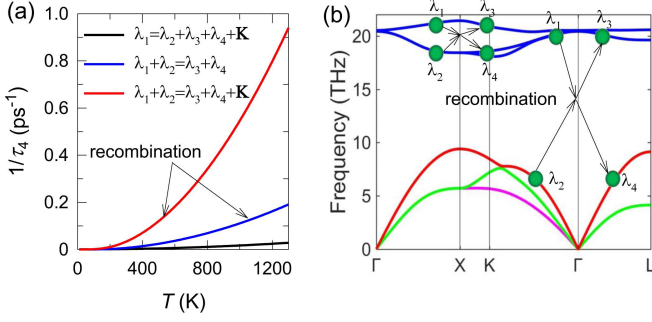 (a)
1.0
0.8
0.6
0.4
0.2
0
0
400
800
1200
1/τ₄ (ps⁻¹)
T (K)
λ₁=λ₂+λ₃+λ₄+K
λ₁+λ₂=λ₃+λ₄
λ₁+λ₂=λ₃+λ₄+K
recombination
(b)
20
15
10
5
0
Frequency (THz)
λ₁
λ₃
λ₂
λ₄
λ₁
λ₃
recombination
λ₂
λ₄
Γ
X
K
Γ
L